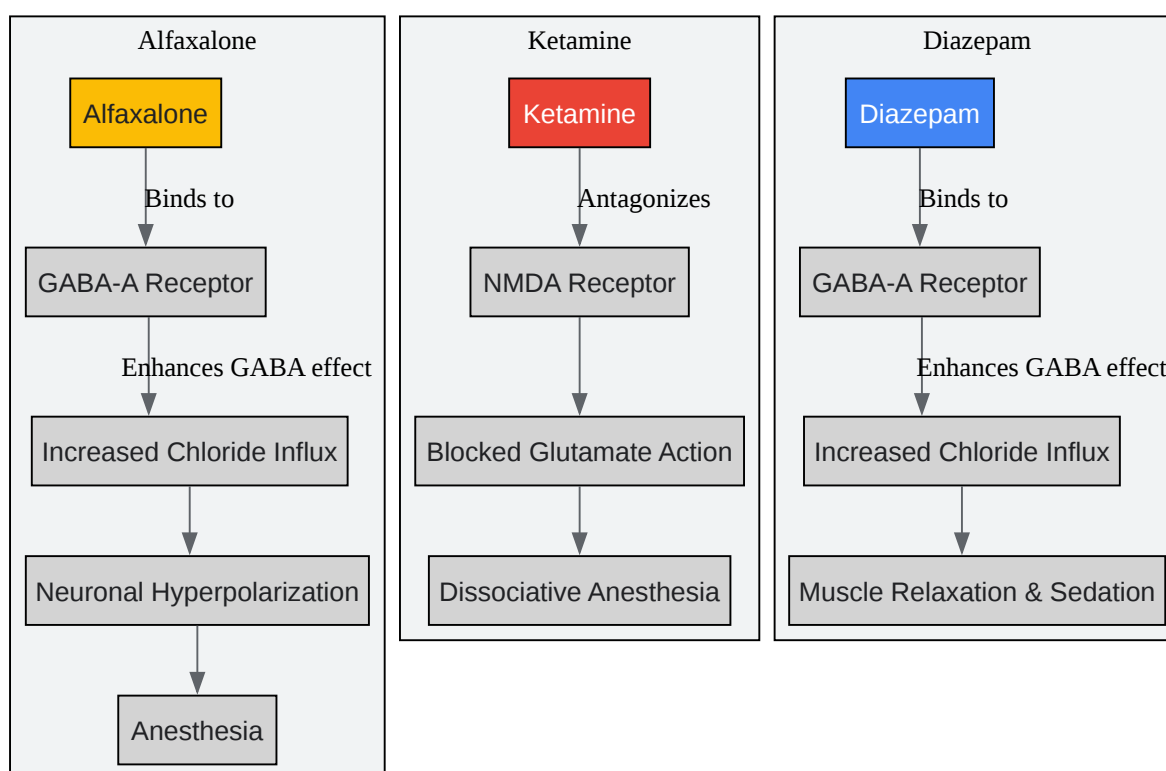 Alfaxalone
Alfaxalone
Binds to
GABA-A Receptor
Enhances GABA effect
Increased Chloride Influx
Neuronal Hyperpolarization
Anesthesia
Ketamine
Ketamine
Antagonizes
NMDA Receptor
Blocked Glutamate Action
Dissociative Anesthesia
Diazepam
Diazepam
Binds to
GABA-A Receptor
Enhances GABA effect
Increased Chloride Influx
Muscle Relaxation & Sedation